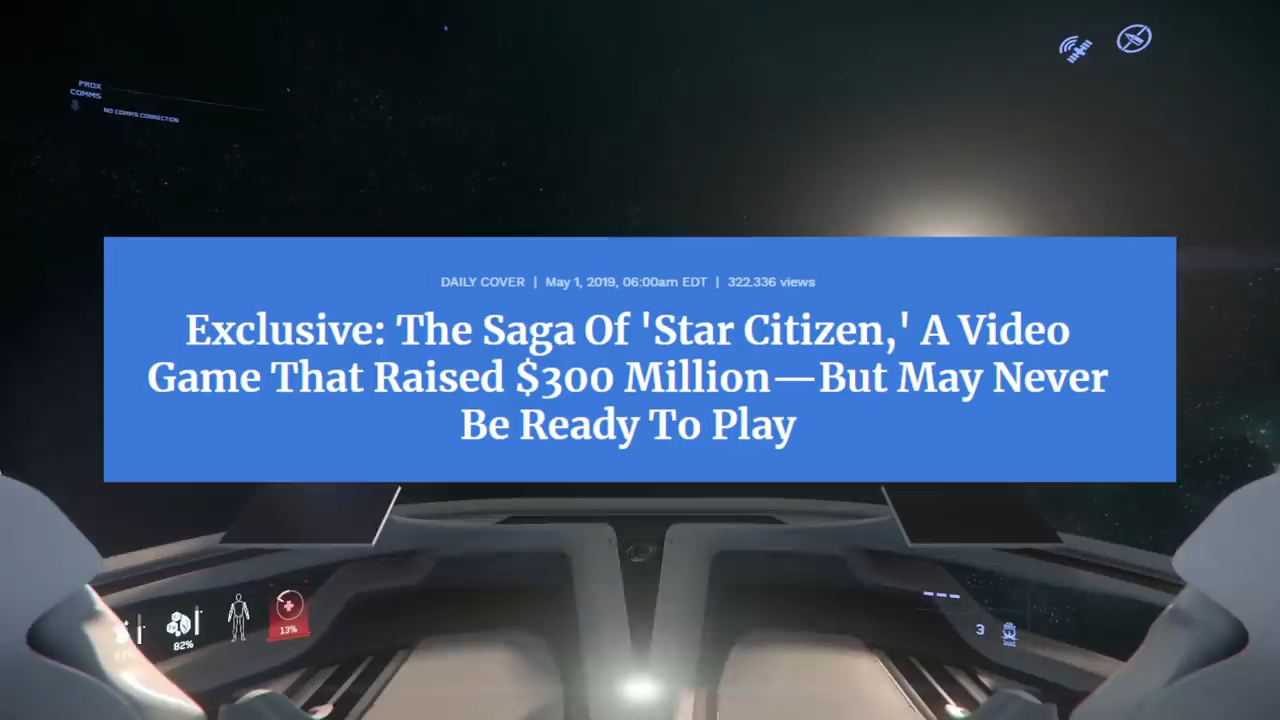 PROX
COMMS
NO COMMS CONNECTION
DAILY COVER | May 1, 2019, 06:00am EDT | 322,336 views
Exclusive: The Saga Of 'Star Citizen,' A Video
Game That Raised $300 Million—But May Never
Be Ready To Play
82%
13%
3